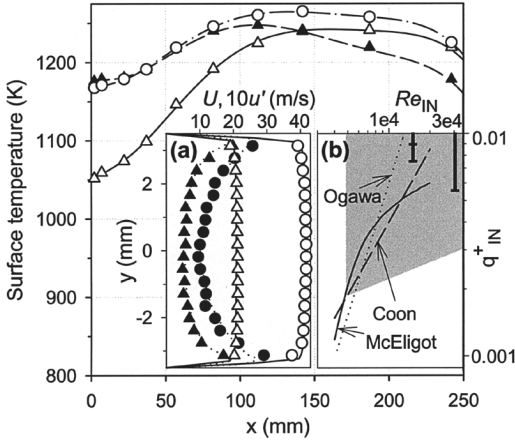 Surface temperature (K)
1200
1100
1000
900
800
0 50 100 150 200 250
x (mm)
U, 10u' (m/s)
10 20 30 40
(a)
y (mm)
2
0
-2
Re_IN
1e4 3e4
(b)
0.01
0.001
q+_IN
Ogawa
Coon
McEligot